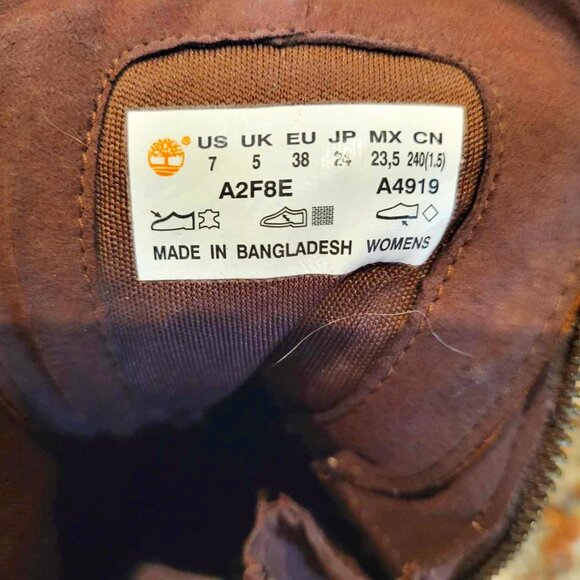 ® US UK EU JP MX CN
7 5 38 24 23,5 240(1.5)
A2F8E A4919
MADE IN BANGLADESH WOMENS